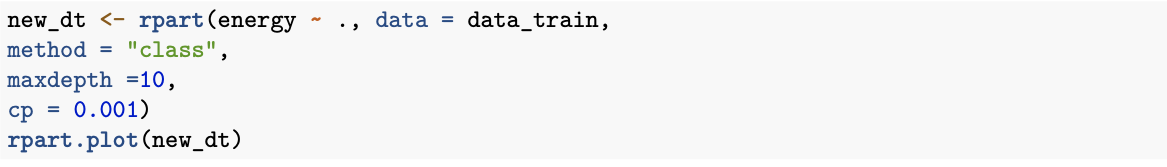 new_dt <- rpart(energy ~ ., data = data_train,
method = "class",
maxdepth =10,
cp = 0.001)
rpart.plot(new_dt)